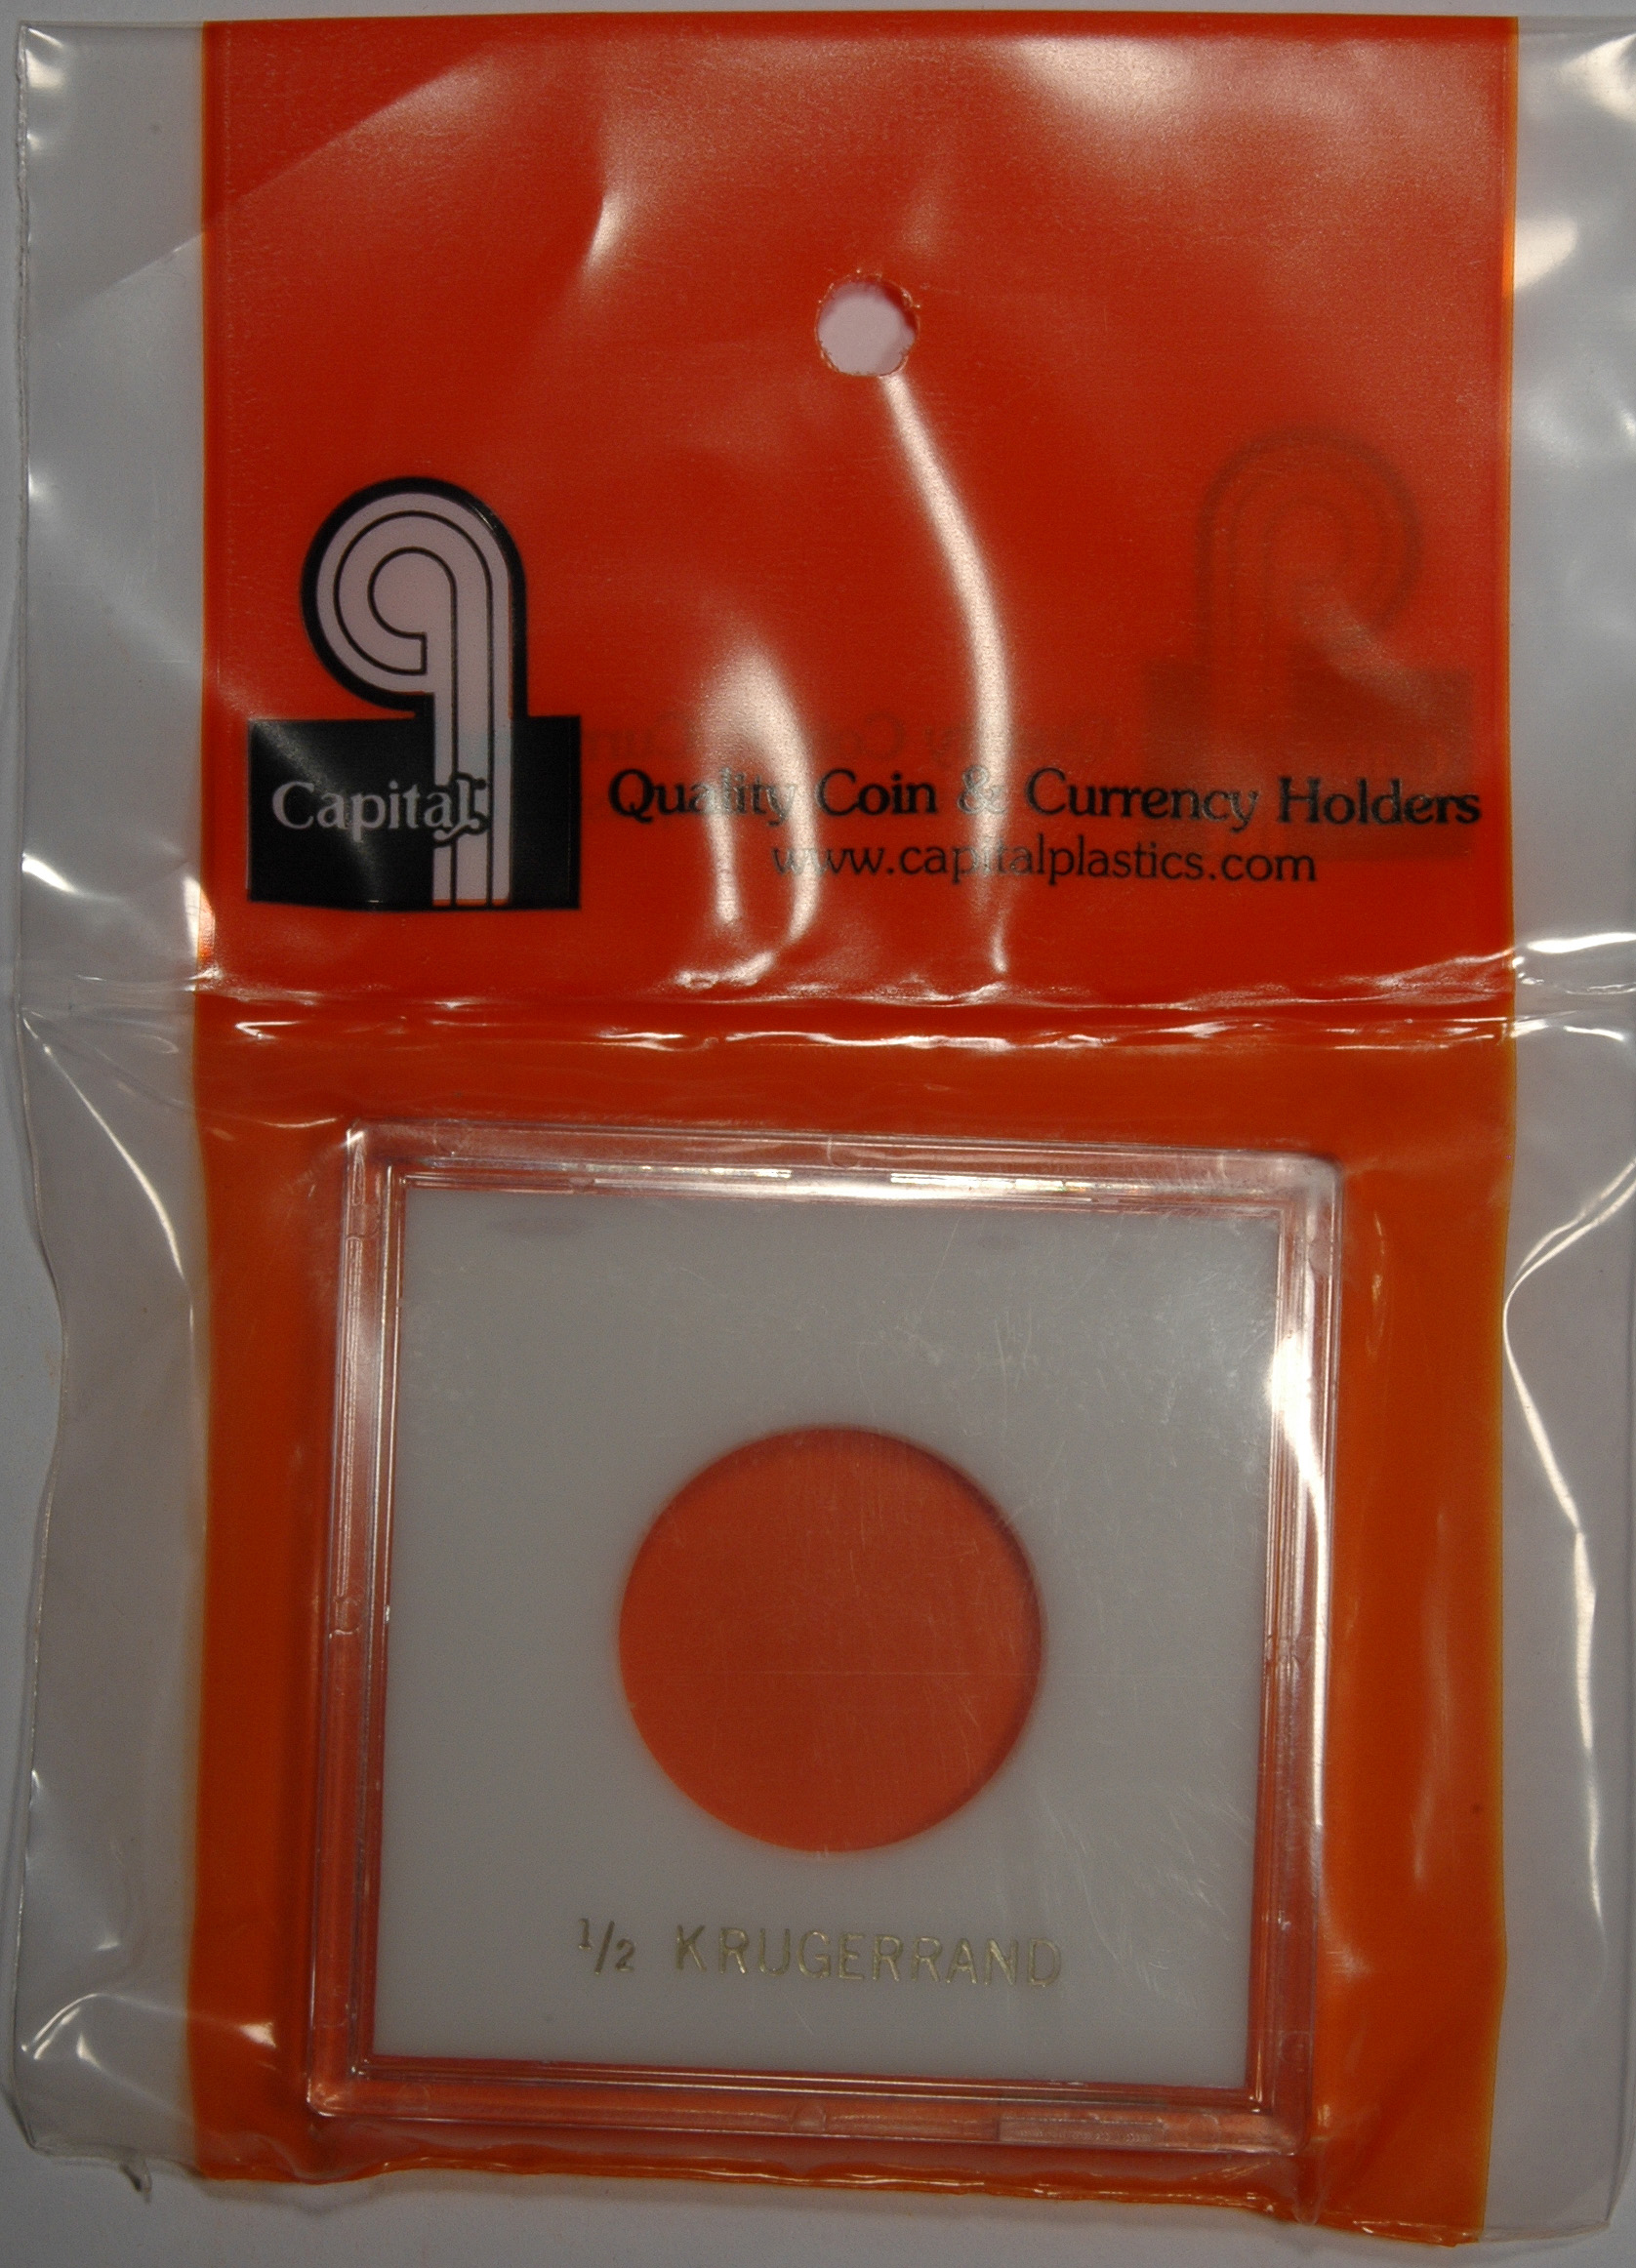 Capital
Quality Coin & Currency Holders
www.capitalplastics.com
1/2 KRUGERRAND